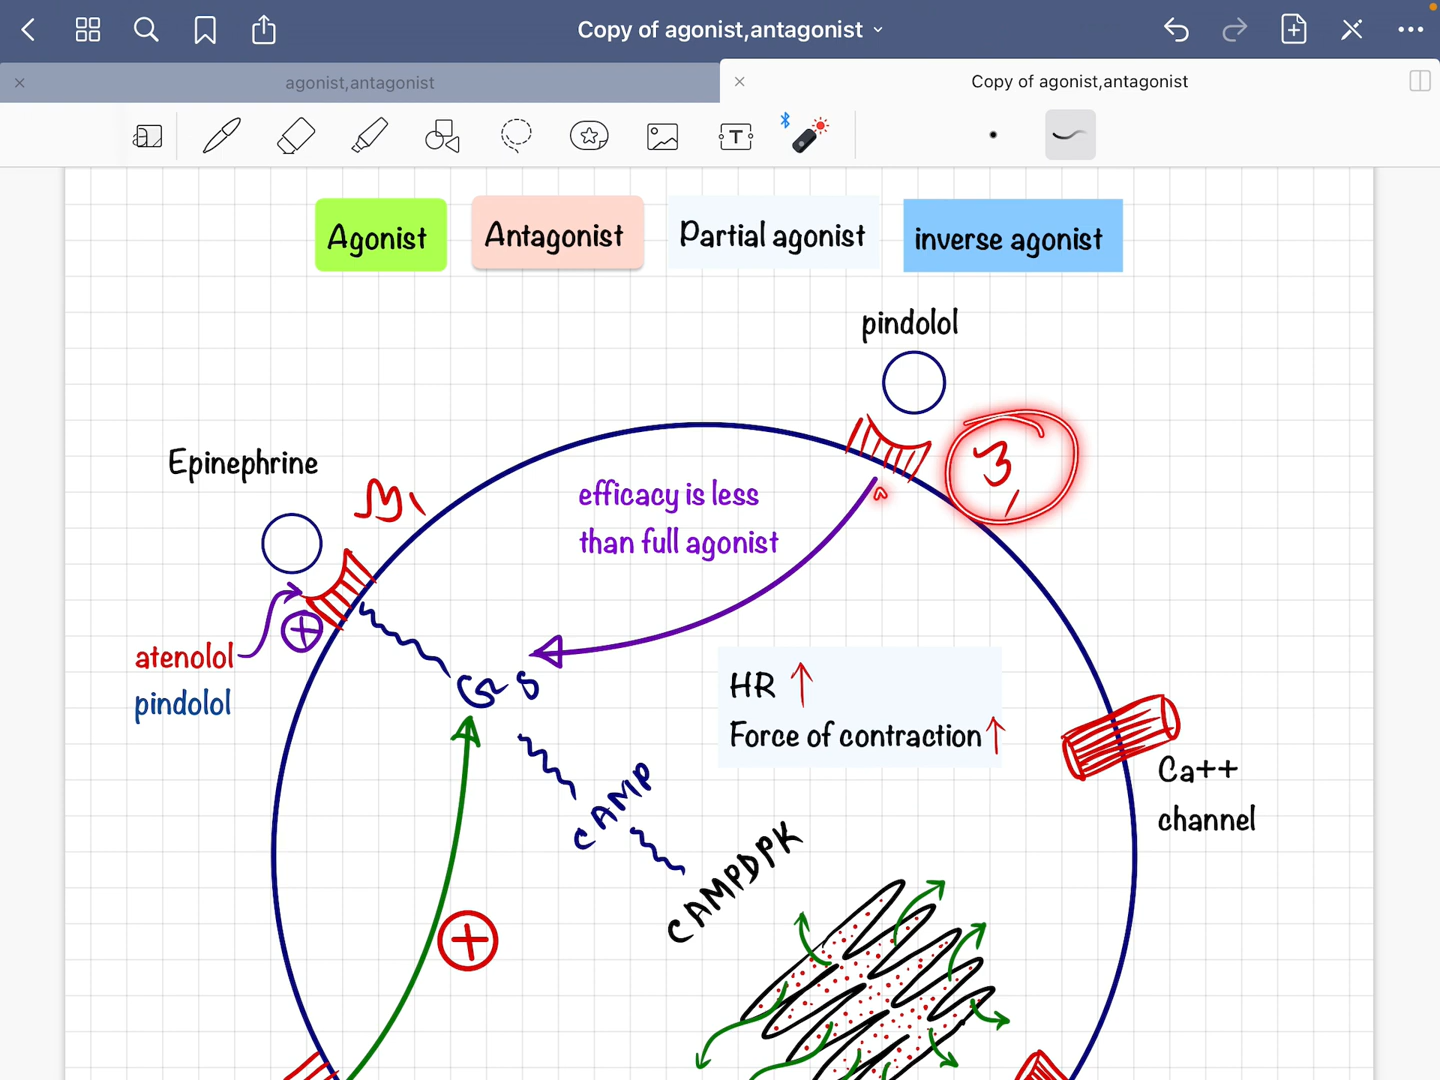 Copy of agonist,antagonist
agonist,antagonist
Copy of agonist,antagonist
T
Agonist
Antagonist
Partial agonist
inverse agonist
pindolol
Epinephrine
efficacy is less
than full agonist
atenolol
pindolol
Gs
HR ↑
Force of contraction ↑
Ca++
channel
CAMP
CAMPDPK